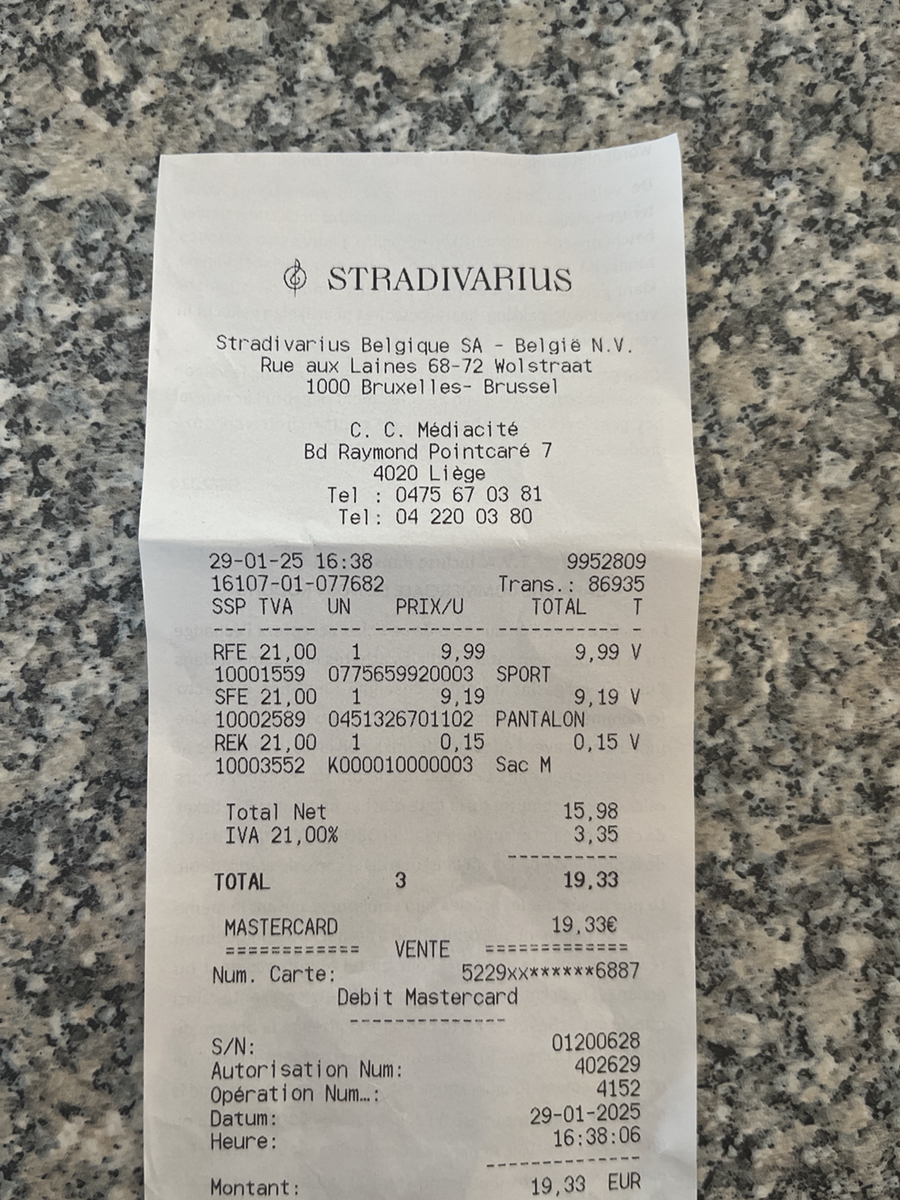 STRADIVARIUS
Stradivarius Belgique SA - België N.V.
Rue aux Laines 68-72 Wolstraat
1000 Bruxelles- Brussel
C. C. Médiacité
Bd Raymond Pointcaré 7
4020 Liège
Tel : 0475 67 03 81
Tel: 04 220 03 80
29-01-25 16:38 9952809
16107-01-077682 Trans.: 86935
SSP TVA UN PRIX/U TOTAL T
--------------------------------------
RFE 21,00 1 9,99 9,99 V
10001559 0775659920003 SPORT
SFE 21,00 1 9,19 9,19 V
10002589 0451326701102 PANTALON
REK 21,00 1 0,15 0,15 V
10003552 K000010000003 Sac M
Total Net 15,98
IVA 21,00% 3,35
----------
TOTAL 3 19,33
MASTERCARD 19,33€
============ VENTE =============
Num. Carte: 5229xx******6887
Debit Mastercard
--------------
S/N: 01200628
Autorisation Num: 402629
Opération Num…: 4152
Datum: 29-01-2025
Heure: 16:38:06
--------------
Montant: 19,33 EUR